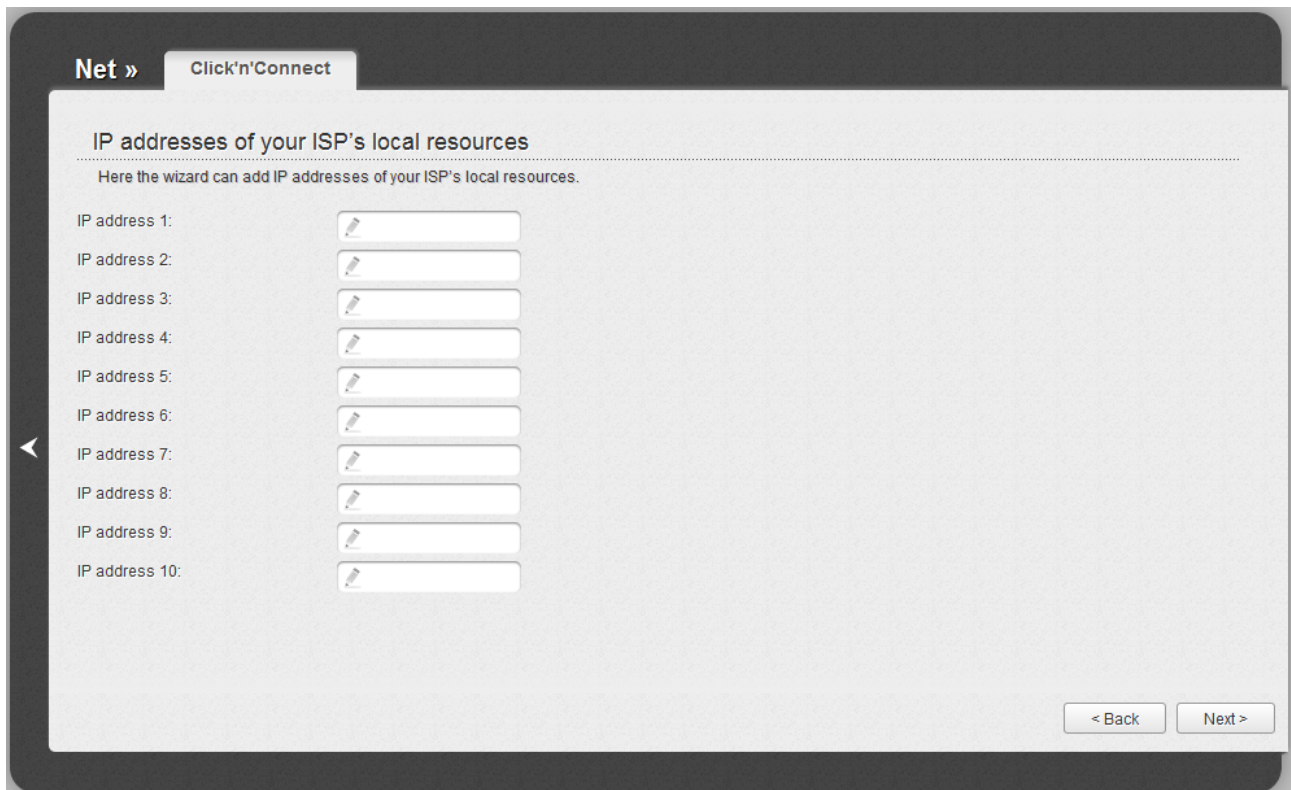 Net » Click'n'Connect
IP addresses of your ISP's local resources
Here the wizard can add IP addresses of your ISP's local resources.
IP address 1:
IP address 2:
IP address 3:
IP address 4:
IP address 5:
IP address 6:
IP address 7:
IP address 8:
IP address 9:
IP address 10:
< Back Next >